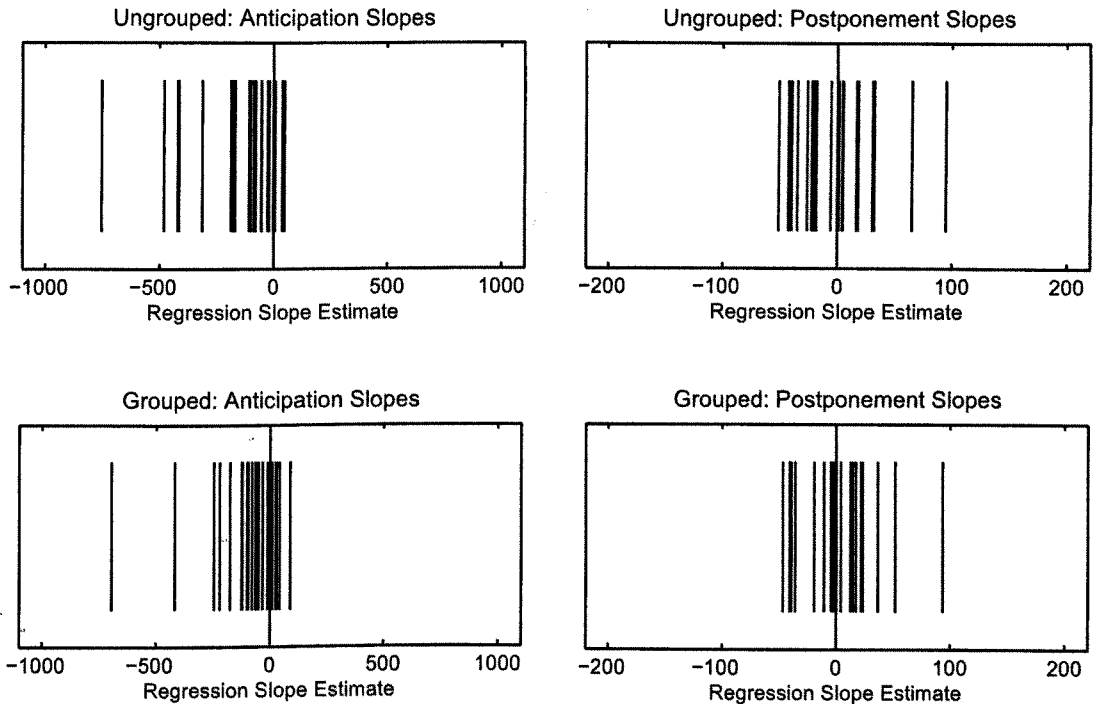 Ungrouped: Anticipation Slopes
−1000 −500 0 500 1000
Regression Slope Estimate
Ungrouped: Postponement Slopes
−200 −100 0 100 200
Regression Slope Estimate
Grouped: Anticipation Slopes
−1000 −500 0 500 1000
Regression Slope Estimate
Grouped: Postponement Slopes
−200 −100 0 100 200
Regression Slope Estimate